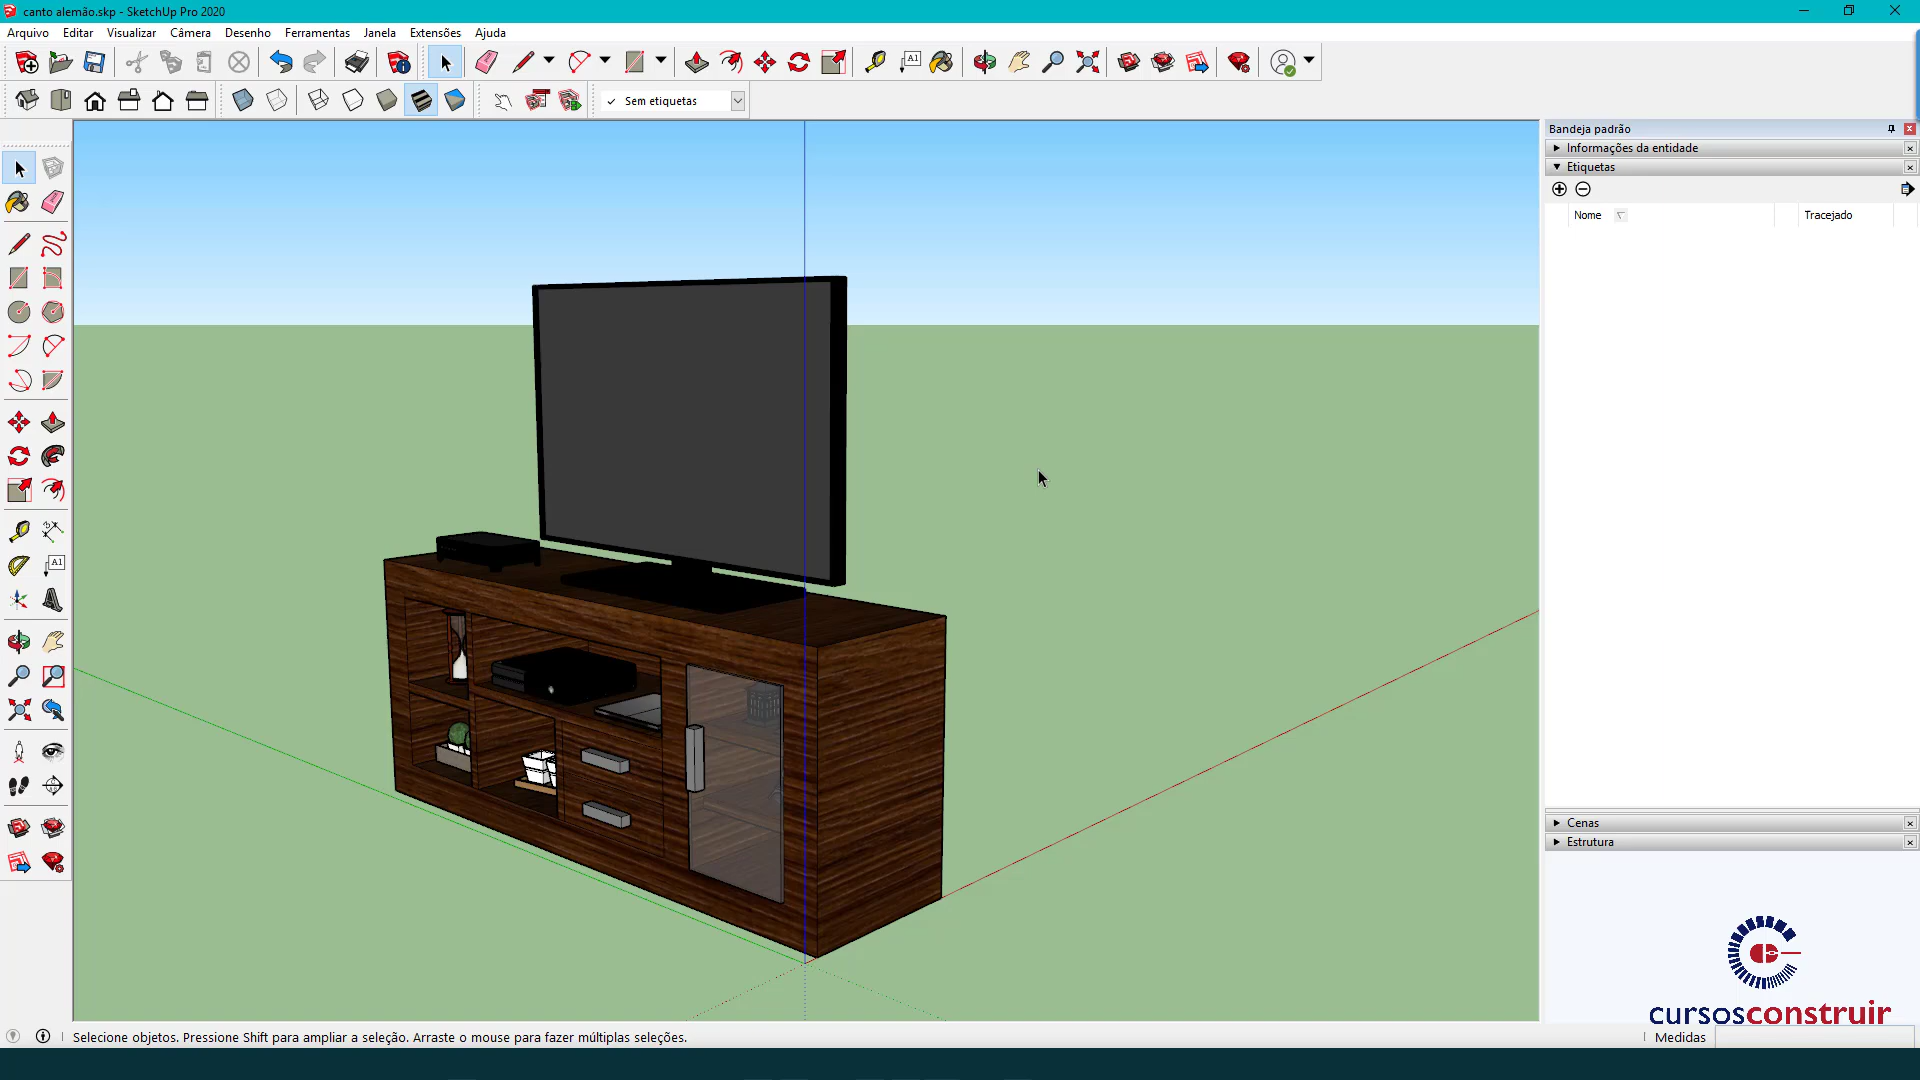 canto alemão.skp - SketchUp Pro 2020
Arquivo Editar Visualizar Câmera Desenho Ferramentas Janela Extensões Ajuda
A1
✓ Sem etiquetas
Bandeja padrão
Informações da entidade
Etiquetas
Nome Tracejado
A1
Cenas
Estrutura
cursosconstruir
Selecione objetos. Pressione Shift para ampliar a seleção. Arraste o mouse para fazer múltiplas seleções.
Medidas